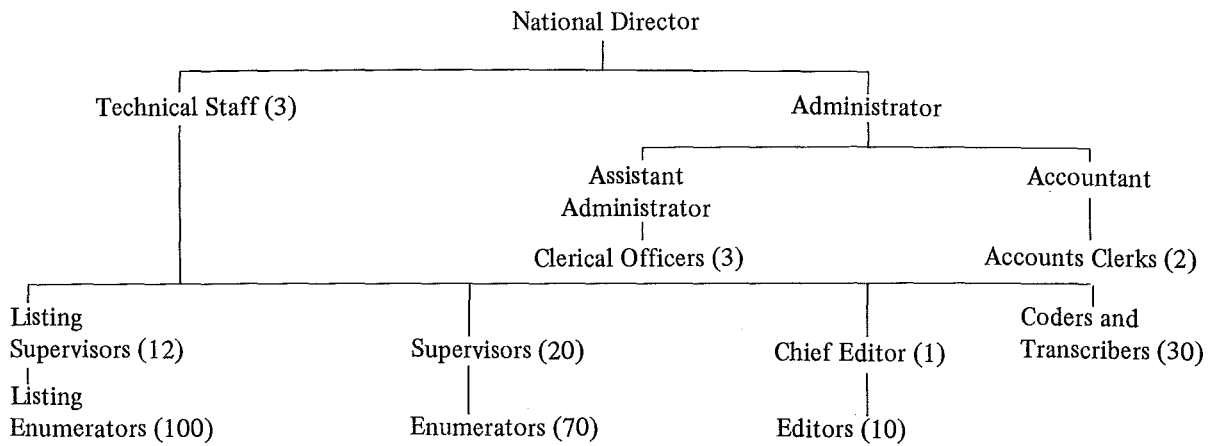 National Director
Technical Staff (3)
Administrator
Assistant
Administrator
Accountant
Clerical Officers (3)
Accounts Clerks (2)
Listing
Supervisors (12)
Supervisors (20)
Chief Editor (1)
Coders and
Transcribers (30)
Listing
Enumerators (100)
Enumerators (70)
Editors (10)